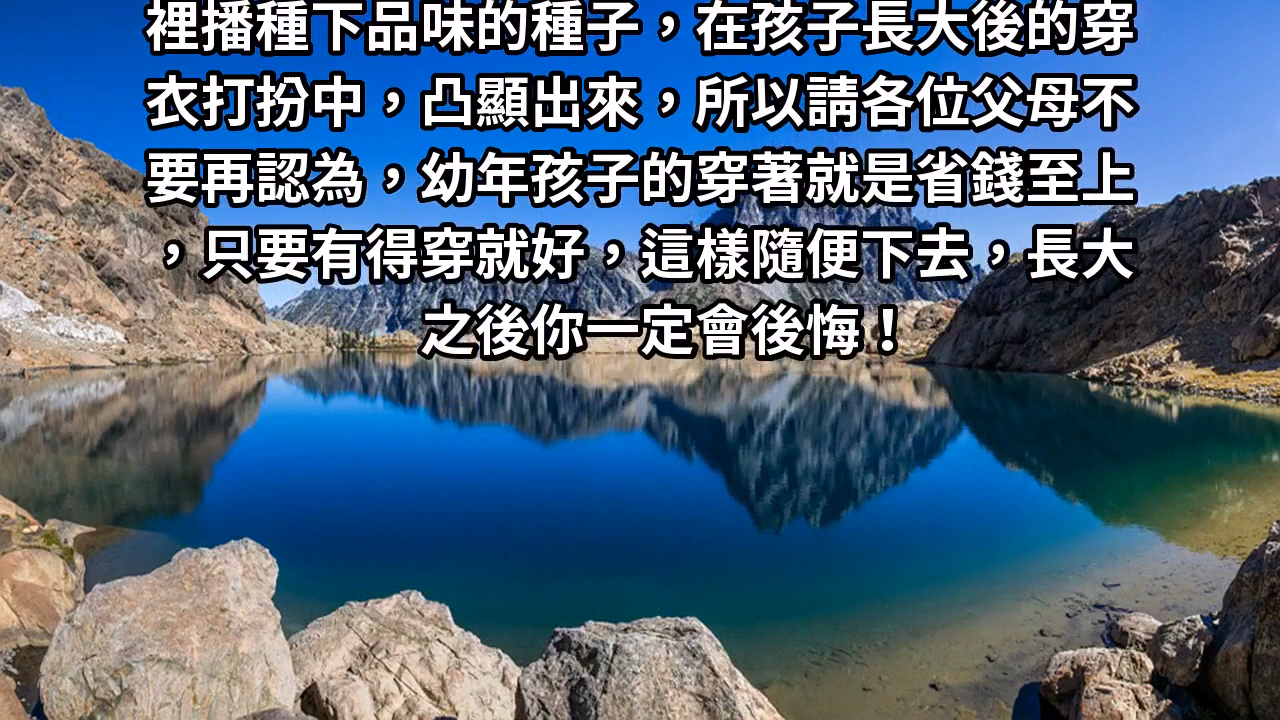 裡播種下品味的種子，在孩子長大後的穿
衣打扮中，凸顯出來，所以請各位父母不
要再認為，幼年孩子的穿著就是省錢至上
，只要有得穿就好，這樣隨便下去，長大
之後你一定會後悔！